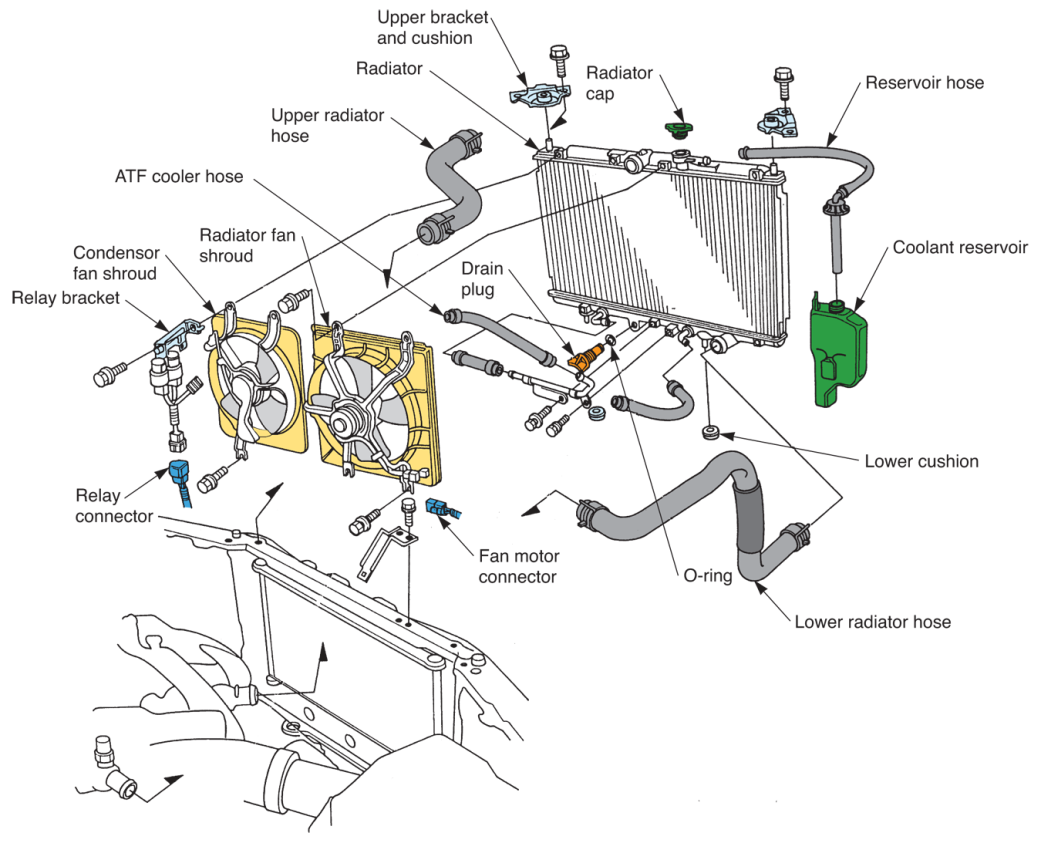 Upper bracket
and cushion
Radiator
Radiator
cap
Reservoir hose
Upper radiator
hose
ATF cooler hose
Radiator fan
shroud
Condensor
fan shroud
Relay bracket
Drain
plug
Coolant reservoir
Lower cushion
Relay
connector
Fan motor
connector
O-ring
Lower radiator hose